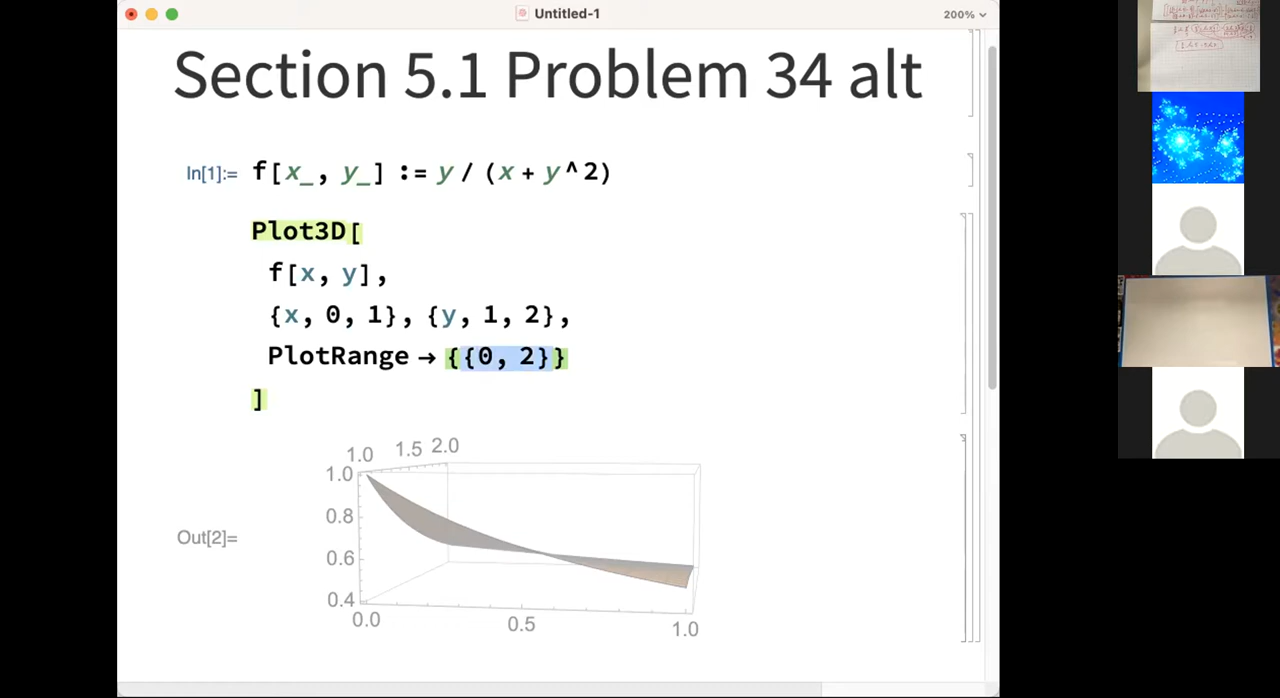 Untitled-1
200%
Section 5.1 Problem 34 alt
In[1]:= f[x_, y_] := y / (x + y^2)
Plot3D[
f[x, y],
{x, 0, 1}, {y, 1, 2},
PlotRange → {{0, 2}}
]
1.0 1.5 2.0
1.0
0.8
Out[2]=
0.6
0.4
0.0 0.5 1.0